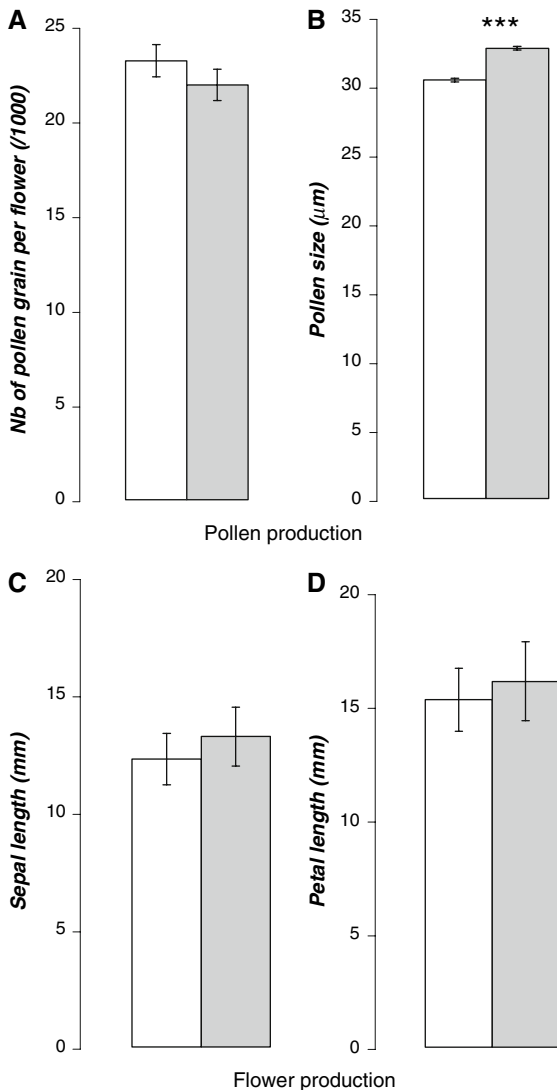 A
Nb of pollen grain per flower (/1000)
25
20
15
10
5
0
B
***
Pollen size (μm)
35
30
25
20
15
10
5
0
Pollen production
C
Sepal length (mm)
20
15
10
5
0
D
Petal length (mm)
20
15
10
5
0
Flower production